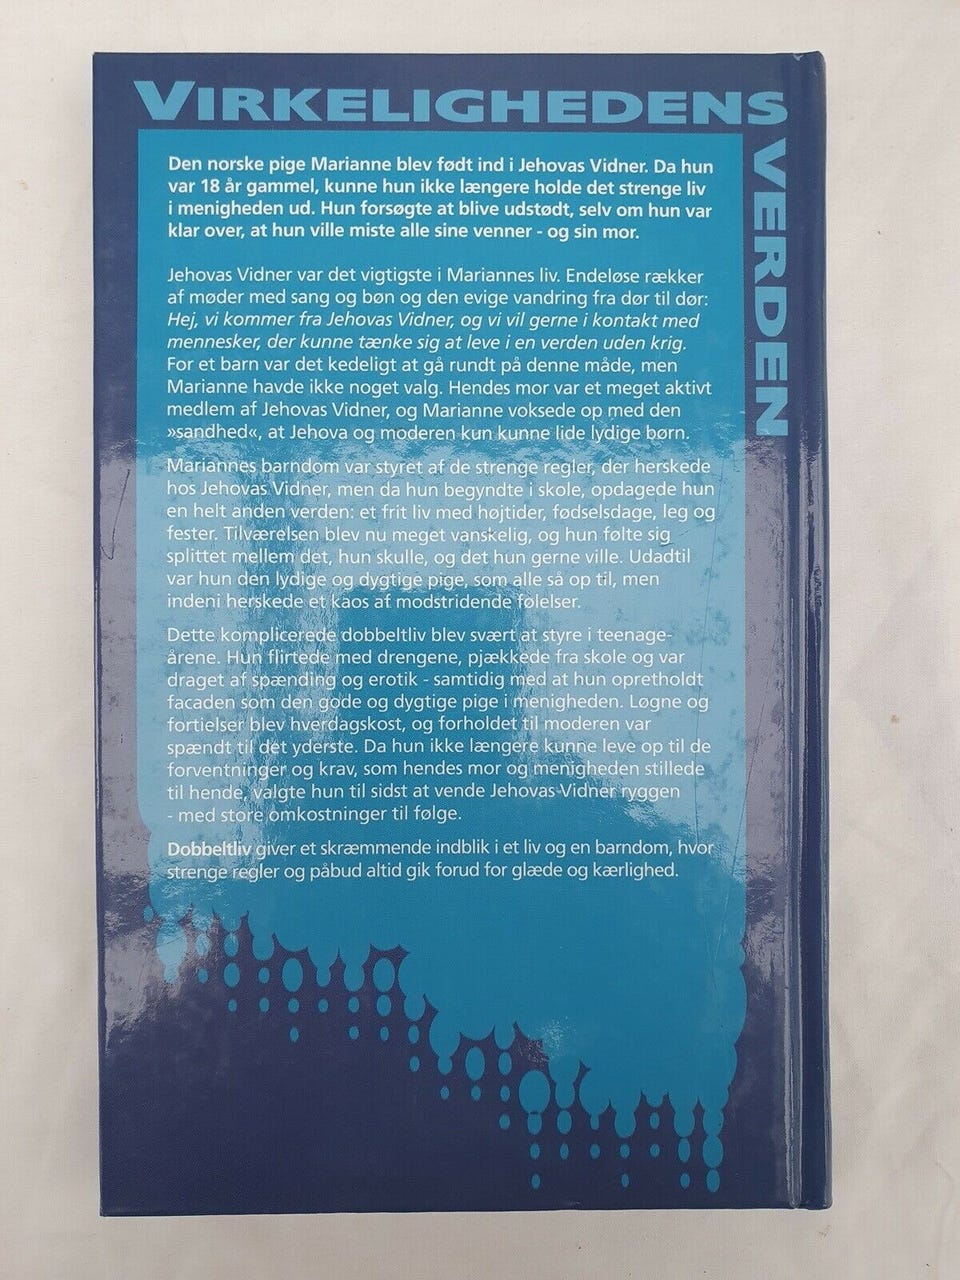 VIRKELIGHEDENS
VERDEN
Den norske pige Marianne blev født ind i Jehovas Vidner. Da hun
var 18 år gammel, kunne hun ikke længere holde det strenge liv
i menigheden ud. Hun forsøgte at blive udstødt, selv om hun var
klar over, at hun ville miste alle sine venner - og sin mor.
Jehovas Vidner var det vigtigste i Mariannes liv. Endeløse rækker
af møder med sang og bøn og den evige vandring fra dør til dør:
Hej, vi kommer fra Jehovas Vidner, og vi vil gerne i kontakt med
mennesker, der kunne tænke sig at leve i en verden uden krig.
For et barn var det kedeligt at gå rundt på denne måde, men
Marianne havde ikke noget valg. Hendes mor var et meget aktivt
medlem af Jehovas Vidner, og Marianne voksede op med den
»sandhed«, at Jehova og moderen kun kunne lide lydige børn.
Mariannes barndom var styret af de strenge regler, der herskede
hos Jehovas Vidner, men da hun begyndte i skole, opdagede hun
en helt anden verden: et frit liv med højtider, fødselsdage, leg og
fester. Tilværelsen blev nu meget vanskelig, og hun følte sig
splittet mellem det, hun skulle, og det hun gerne ville. Udadtil
var hun den lydige og dygtige pige, som alle så op til, men
indeni herskede et kaos af modstridende følelser.
Dette komplicerede dobbeltliv blev svært at styre i teenage-
årene. Hun flirtede med drengene, pjækkede fra skole og var
draget af spænding og erotik - samtidig med at hun opretholdt
facaden som den gode og dygtige pige i menigheden. Løgne og
fortielser blev hverdagskost, og forholdet til moderen var
spændt til det yderste. Da hun ikke længere kunne leve op til de
forventninger og krav, som hendes mor og menigheden stillede
til hende, valgte hun til sidst at vende Jehovas Vidner ryggen
- med store omkostninger til følge.
Dobbeltliv giver et skræmmende indblik i et liv og en barndom, hvor
strenge regler og påbud altid gik forud for glæde og kærlighed.